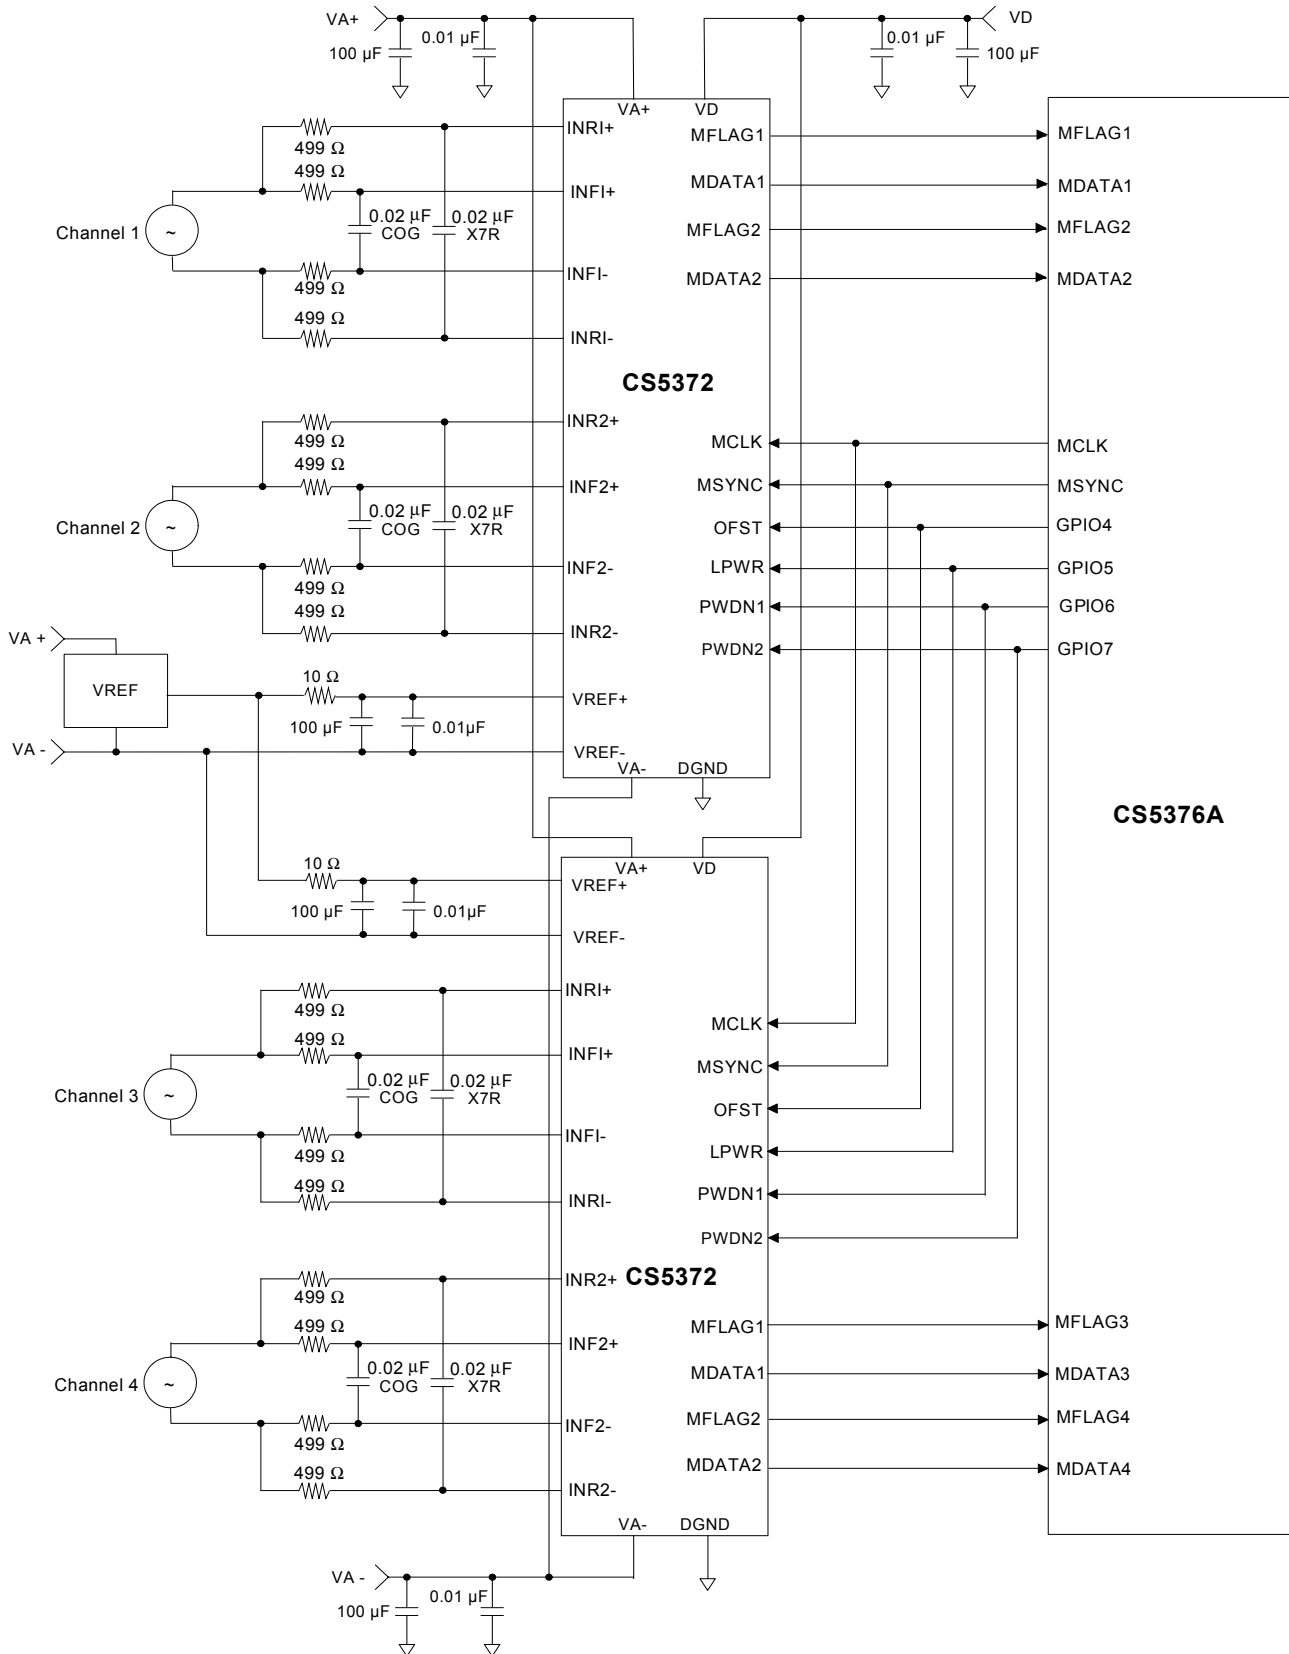 VA+
100 µF
0.01 µF
0.01 µF
100 µF
VD
VA+
VD
499 Ω
499 Ω
Channel 1
~
0.02 µF
COG
0.02 µF
X7R
499 Ω
499 Ω
INRI+
INFI+
INFI-
INRI-
MFLAG1
MDATA1
MFLAG2
MDATA2
MFLAG1
MDATA1
MFLAG2
MDATA2
CS5372
499 Ω
499 Ω
Channel 2
~
0.02 µF
COG
0.02 µF
X7R
499 Ω
499 Ω
INR2+
INF2+
INF2-
INR2-
MCLK
MSYNC
OFST
LPWR
PWDN1
PWDN2
MCLK
MSYNC
GPIO4
GPIO5
GPIO6
GPIO7
VA +
VREF
VA -
10 Ω
100 µF
0.01µF
VREF+
VREF-
VA-
DGND
CS5376A
VA+
VD
10 Ω
100 µF
0.01µF
VREF+
VREF-
499 Ω
499 Ω
Channel 3
~
0.02 µF
COG
0.02 µF
X7R
499 Ω
499 Ω
INRI+
INFI+
INFI-
INRI-
MCLK
MSYNC
OFST
LPWR
PWDN1
PWDN2
CS5372
499 Ω
499 Ω
Channel 4
~
0.02 µF
COG
0.02 µF
X7R
499 Ω
499 Ω
INR2+
INF2+
INF2-
INR2-
MFLAG1
MDATA1
MFLAG2
MDATA2
MFLAG3
MDATA3
MFLAG4
MDATA4
VA-
DGND
VA -
100 µF
0.01 µF